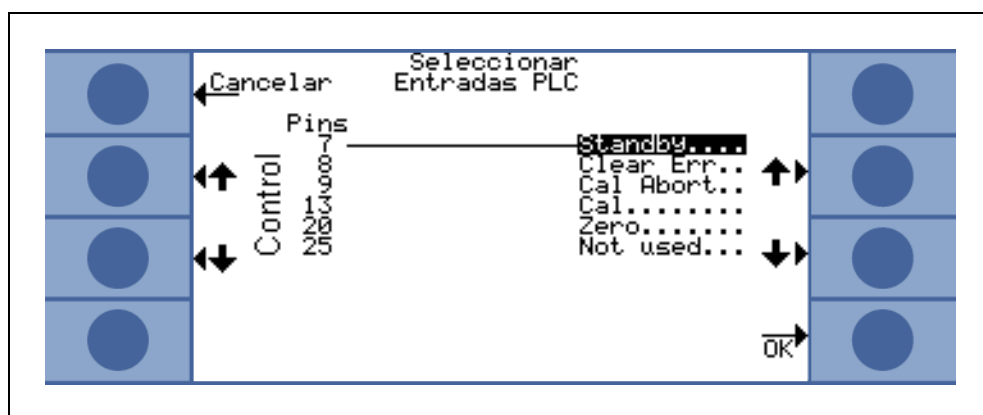 Seleccionar
Cancelar Entradas PLC
Pins
7 Standby....
8 Clear Err..
9 Cal Abort..
13 Cal........
20 Zero.......
25 Not used...
Control
OK